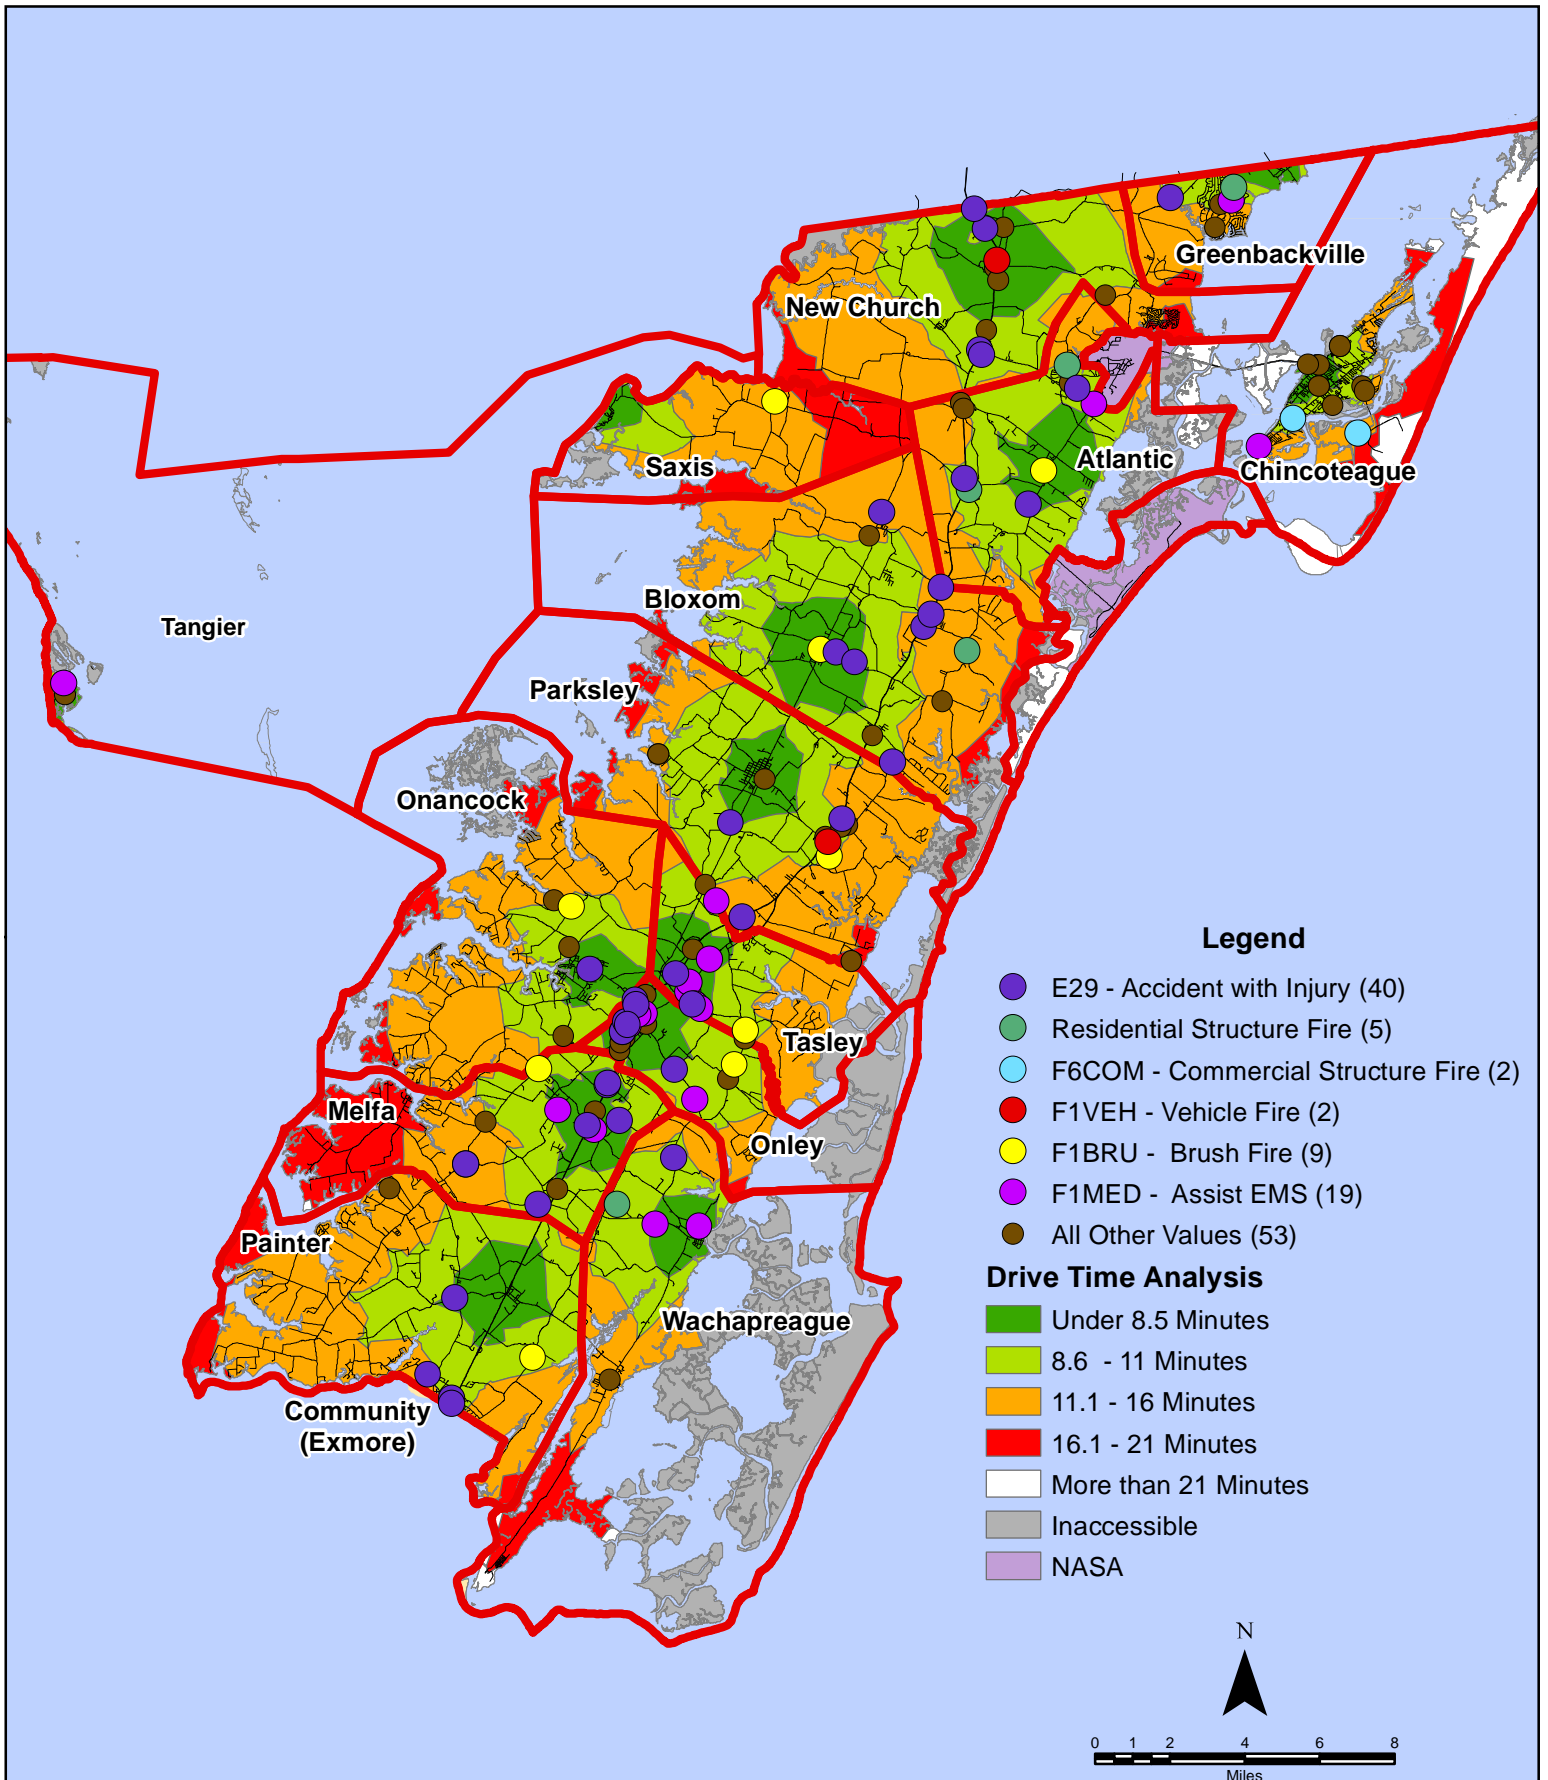 Greenbackville
New Church
Saxis
Atlantic
Chincoteague
Bloxom
Tangier
Parksley
Onancock
Tasley
Melfa
Onley
Painter
Wachapreague
Community
(Exmore)
Legend
E29 - Accident with Injury (40)
Residential Structure Fire (5)
F6COM - Commercial Structure Fire (2)
F1VEH - Vehicle Fire (2)
F1BRU - Brush Fire (9)
F1MED - Assist EMS (19)
All Other Values (53)
Drive Time Analysis
Under 8.5 Minutes
8.6 - 11 Minutes
11.1 - 16 Minutes
16.1 - 21 Minutes
More than 21 Minutes
Inaccessible
NASA
N
0 1 2 4 6 8
Miles